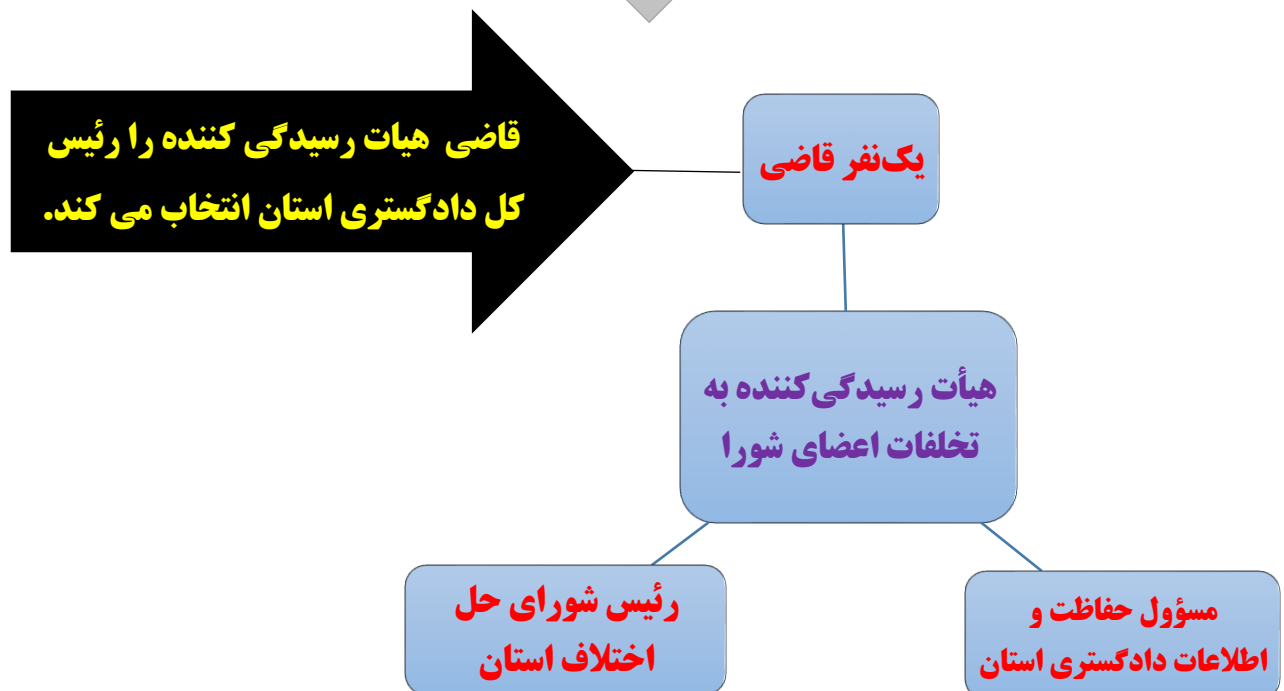 قاضی هیات رسیدگی کننده را رئیس
کل دادگستری استان انتخاب می کند.
یک‌نفر قاضی
هیأت رسیدگی‌کننده به
تخلفات اعضای شورا
رئیس شورای حل
اختلاف استان
مسؤول حفاظت و
اطلاعات دادگستری استان